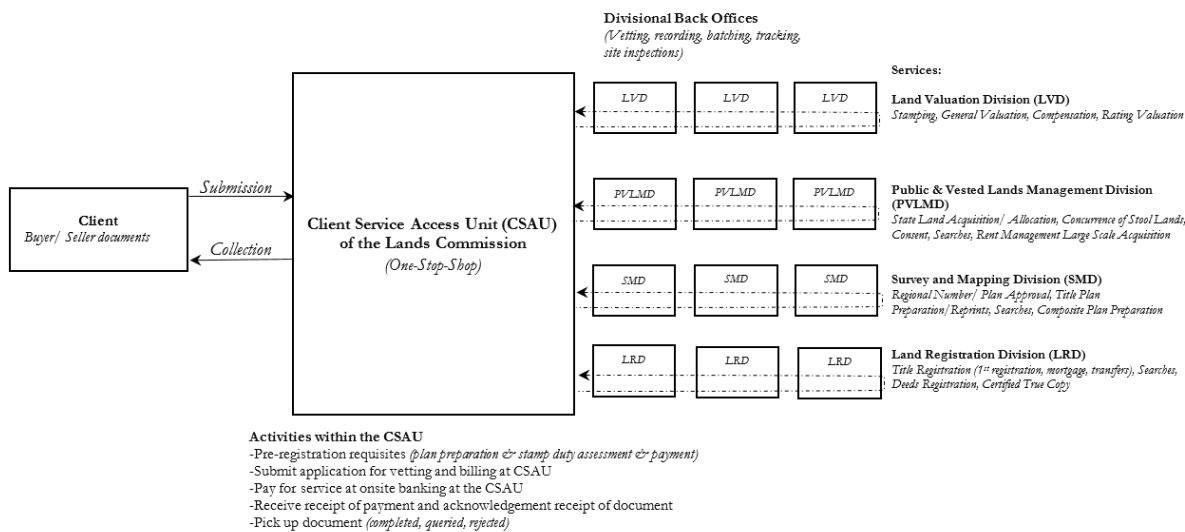 Divisional Back Offices
(Vetting, recording, batching, tracking,
site inspections)
Services:
LVD LVD LVD
Land Valuation Division (LVD)
Stamping, General Valuation, Compensation, Rating Valuation
Submission
Client
Buyer/ Seller documents
Collection
Client Service Access Unit (CSAU)
of the Lands Commission
(One-Stop-Shop)
PVLMD PVLMD PVLMD
Public & Vested Lands Management Division
(PVLMD)
State Land Acquisition/ Allocation, Concurrence of Stool Lands,
Consent, Searches, Rent Management Large Scale Acquisition
SMD SMD SMD
Survey and Mapping Division (SMD)
Regional Number/ Plan Approval, Title Plan
Preparation/Reprints, Searches, Composite Plan Preparation
LRD LRD LRD
Land Registration Division (LRD)
Title Registration (1st registration, mortgage, transfers), Searches,
Deeds Registration, Certified True Copy
Activities within the CSAU
-Pre-registration requisites (plan preparation & stamp duty assessment & payment)
-Submit application for vetting and billing at CSAU
-Pay for service at onsite banking at the CSAU
-Receive receipt of payment and acknowledgement receipt of document
-Pick up document (completed, queried, rejected)